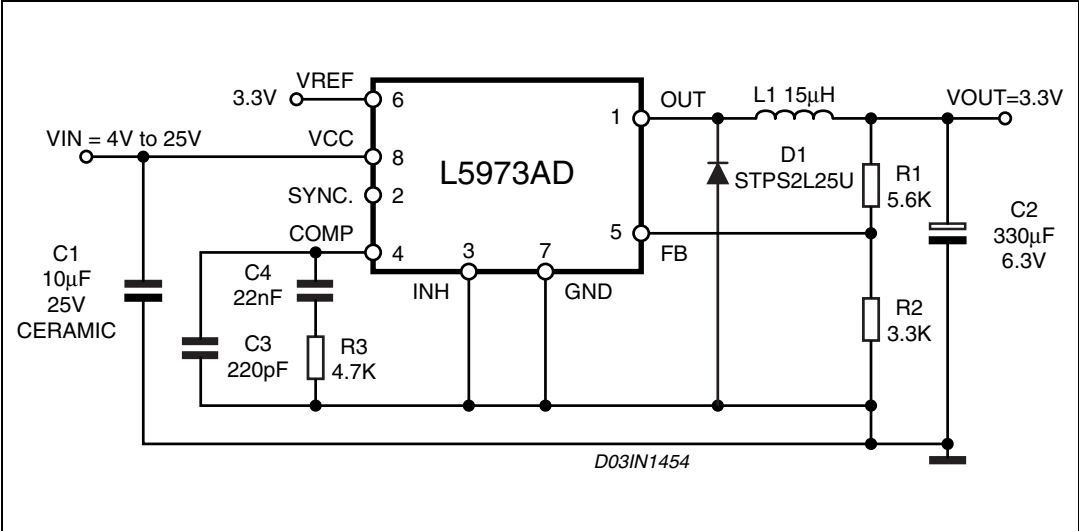 VREF
3.3V
6
VIN = 4V to 25V
VCC
8
SYNC.
2
COMP
4
L5973AD
1
OUT
L1 15µH
VOUT=3.3V
D1
STPS2L25U
R1
5.6K
5
FB
3
INH
7
GND
C1
10µF
25V
CERAMIC
C4
22nF
C3
220pF
R3
4.7K
R2
3.3K
C2
330µF
6.3V
D03IN1454